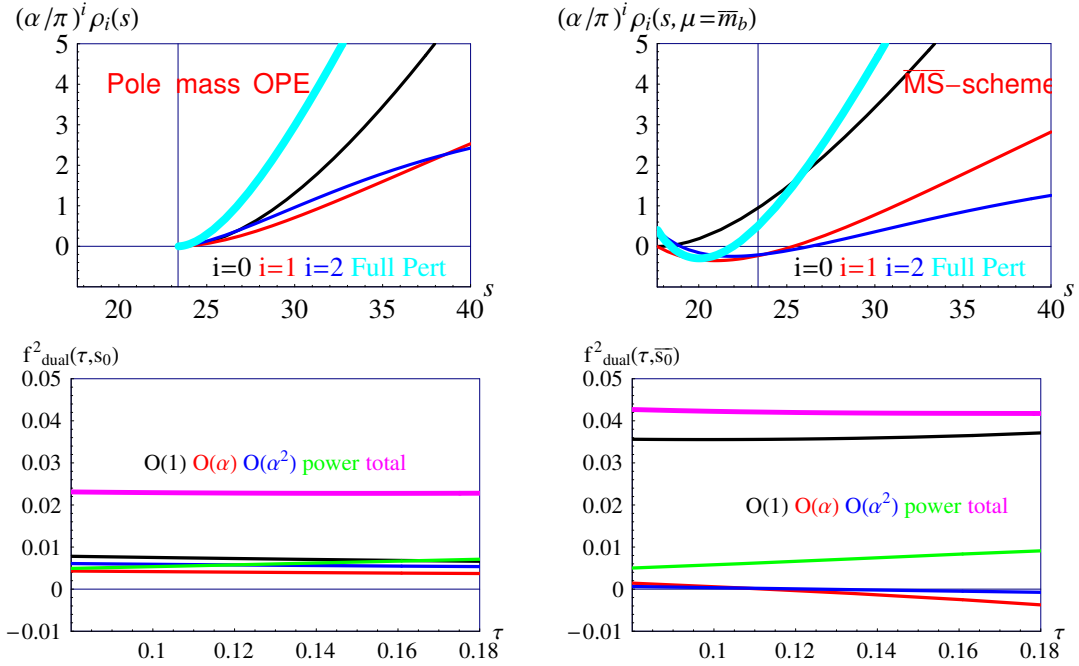 (α/π)^i ρ_i(s)
5
4
3
2
1
0
Pole mass OPE
i=0 i=1 i=2 Full Pert
20 25 30 35 40 s
(α/π)^i ρ_i(s, μ=m̅_b)
5
4
3
2
1
0
M̅S̅−scheme
i=0 i=1 i=2 Full Pert
20 25 30 35 40 s
f²_dual(τ,s₀)
0.05
0.04
0.03
0.02
0.01
0
−0.01
O(1) O(α) O(α²) power total
0.1 0.12 0.14 0.16 0.18 τ
f²_dual(τ,s̅₀)
0.05
0.04
0.03
0.02
0.01
0
−0.01
O(1) O(α) O(α²) power total
0.1 0.12 0.14 0.16 0.18 τ